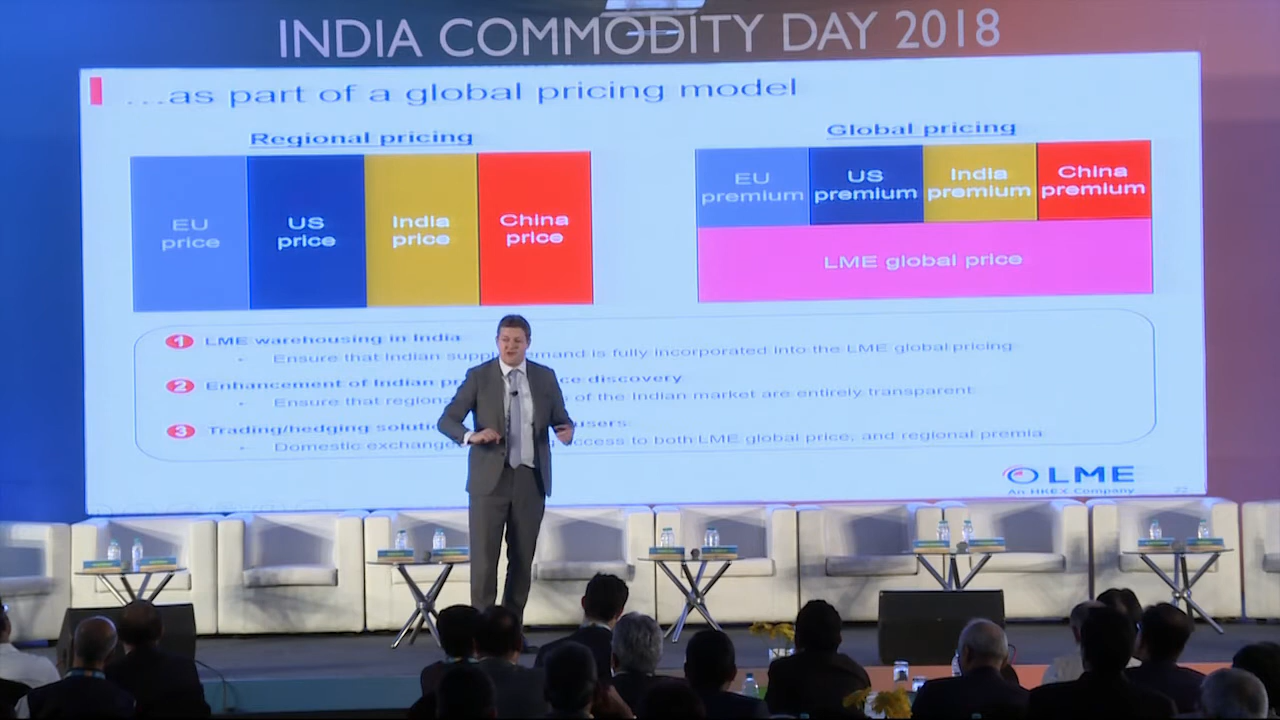 INDIA COMMODITY DAY 2018
...as part of a global pricing model
Regional pricing
EU price
US price
India price
China price
Global pricing
EU premium
US premium
India premium
China premium
LME global price
1 LME warehousing in India
• Ensure that Indian demand is fully incorporated into the LME global pricing
2 Enhancement of Indian discovery
• Ensure that of the Indian market are entirely transparent
3 Trading/hedging users
• Domestic access to both LME global price, and regional premia
LME
An HKEX Company
22